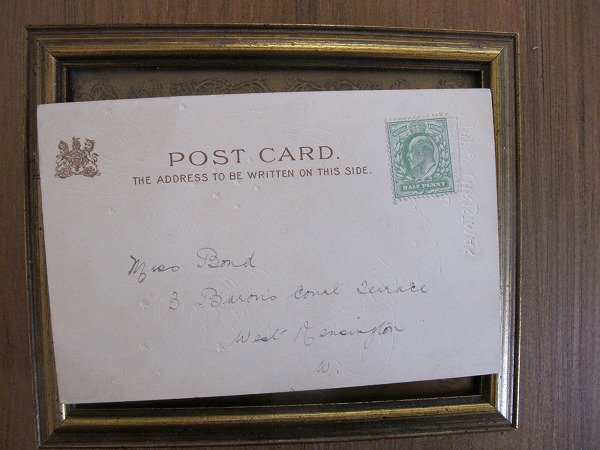 POST CARD.
THE ADDRESS TO BE WRITTEN ON THIS SIDE.
HALF PENNY
Miss Bond
3 Baron's Court Terrace
West Kensington
W.